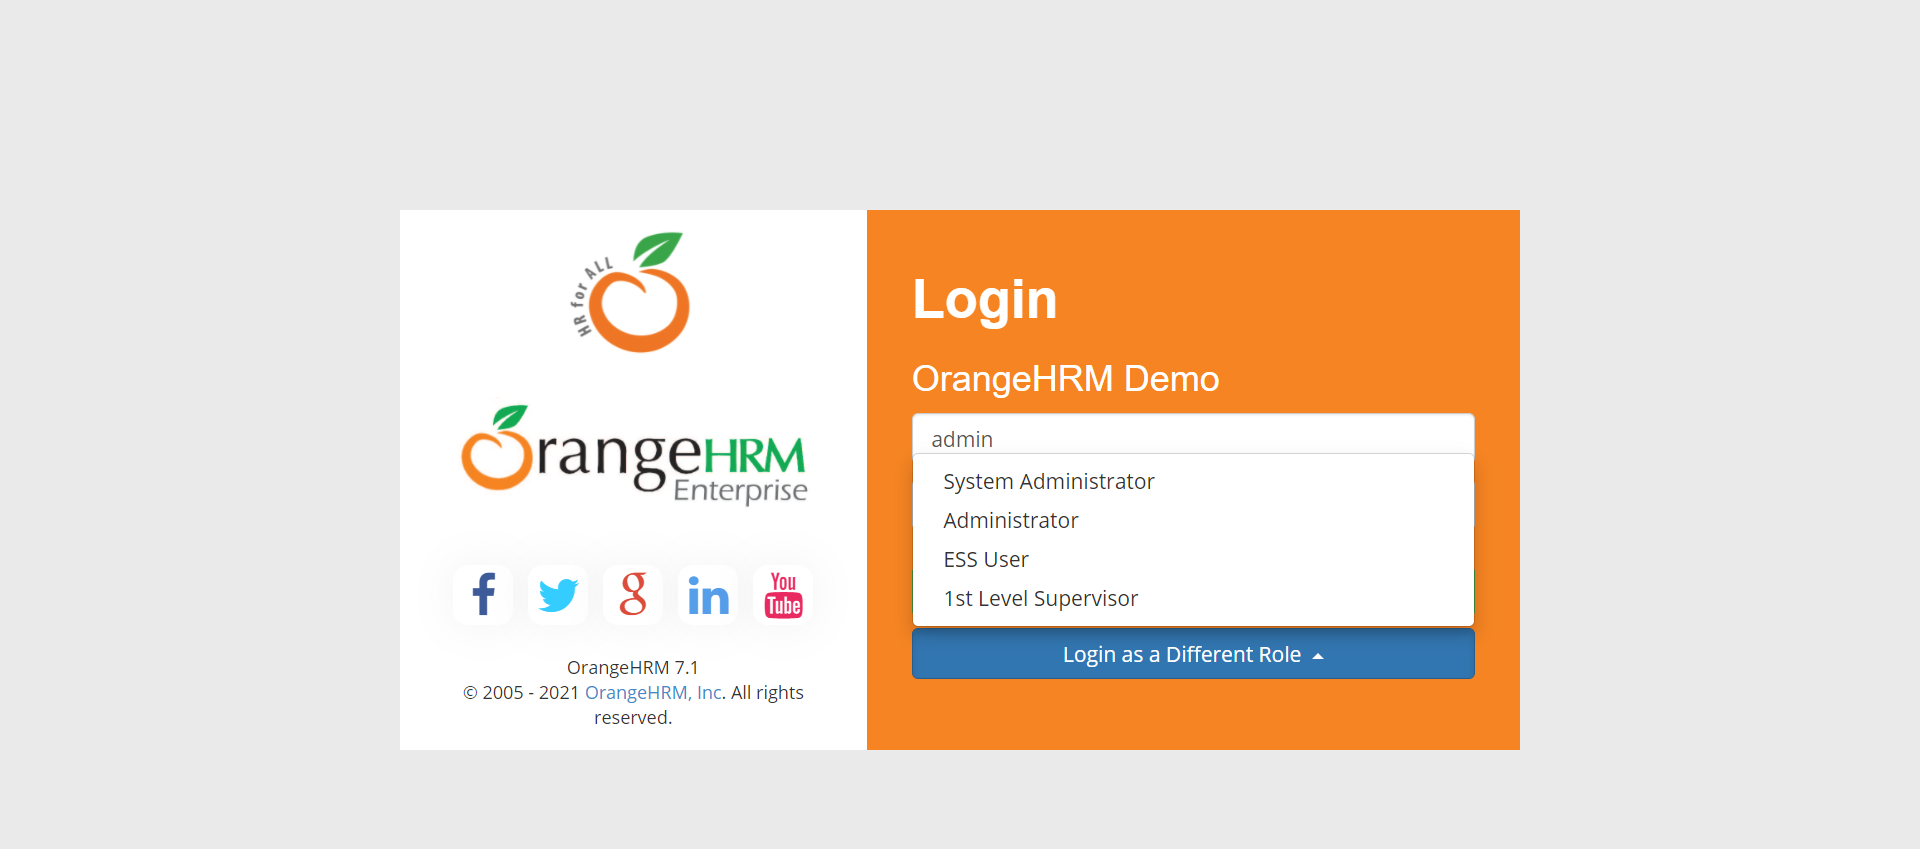 HR for ALL
OrangeHRM
Enterprise
f
g
in
You
Tube
OrangeHRM 7.1
© 2005 - 2021 OrangeHRM, Inc. All rights
reserved.
Login
OrangeHRM Demo
admin
System Administrator
Administrator
ESS User
1st Level Supervisor
Login as a Different Role